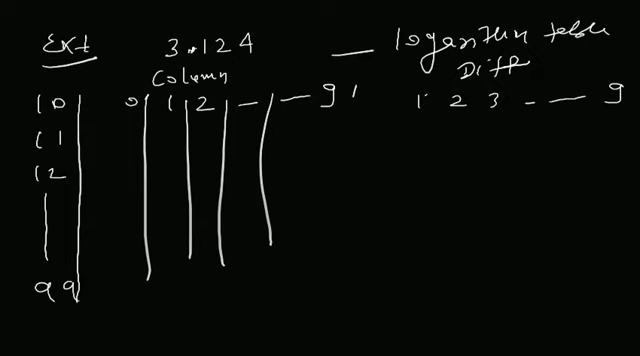 Ext 3.124 — logarithm table
Column Diff
10 0 1 2 — — 9 1 2 3 - — 9
11
12
99